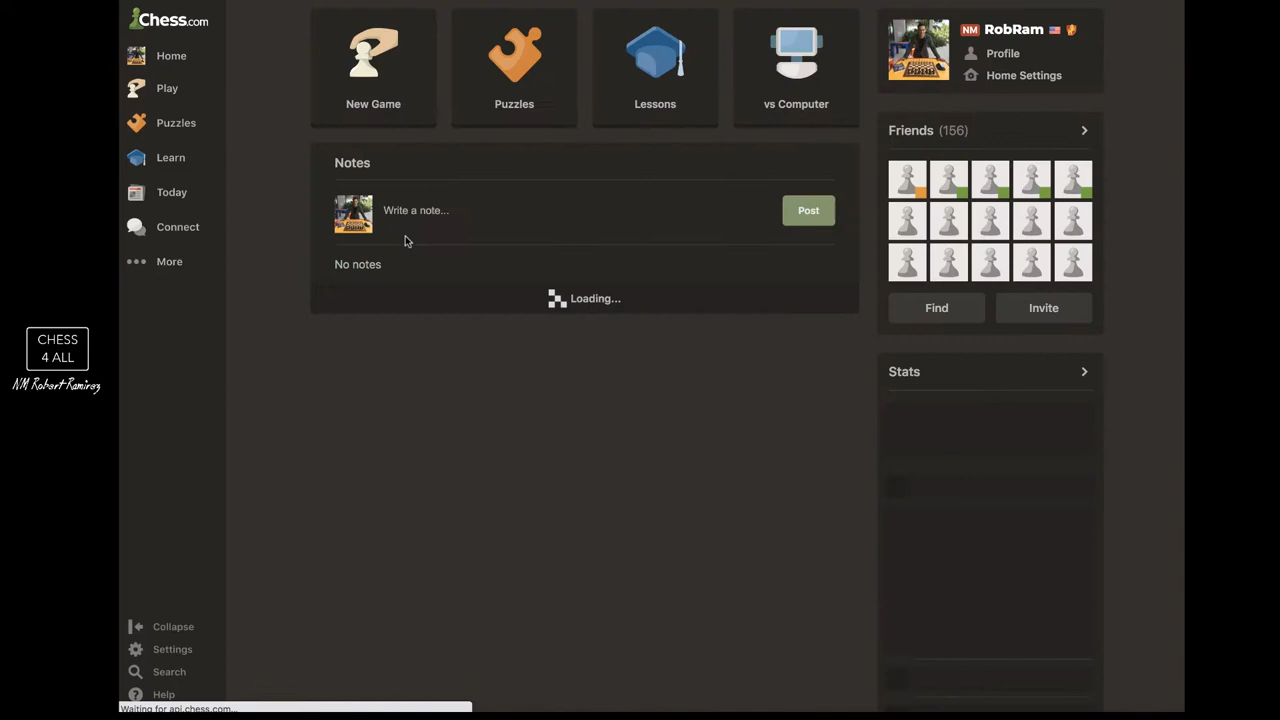 Chess.com
Home
Play
Puzzles
Learn
Today
Connect
More
CHESS
4 ALL
NM Robert Ramirez
Collapse
Settings
Search
Help
Waiting for api.chess.com...
New Game
Puzzles
Lessons
vs Computer
Notes
Write a note...
Post
No notes
Loading...
NM RobRam
Profile
Home Settings
Friends (156)
Find
Invite
Stats